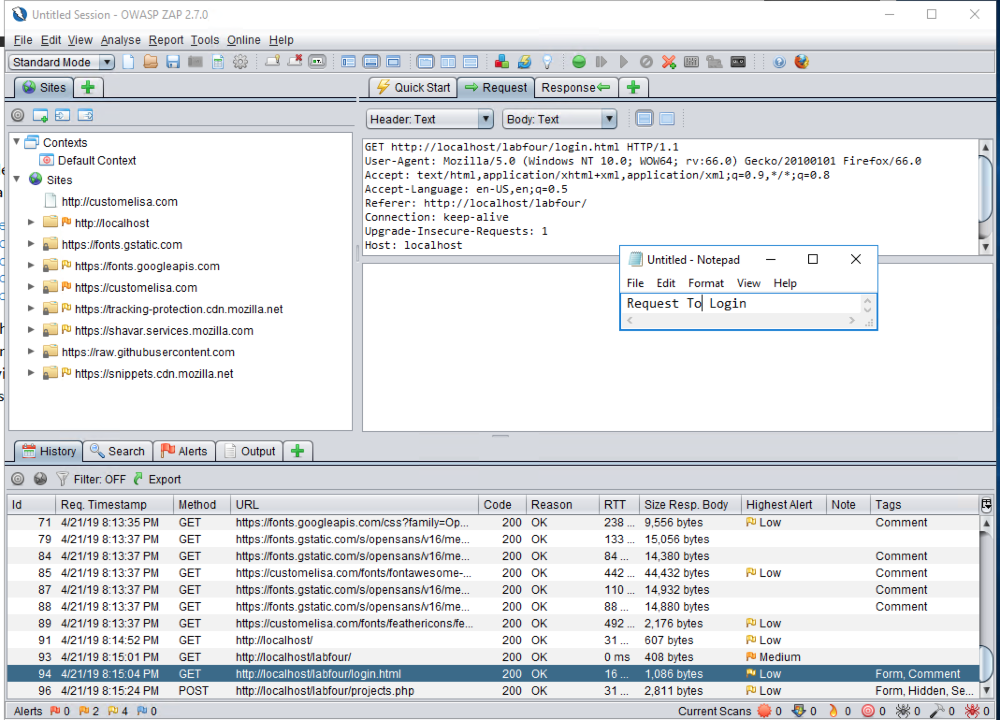 Untitled Session - OWASP ZAP 2.7.0
File Edit View Analyse Report Tools Online Help
Standard Mode
Sites
Quick Start Request Response
Header: Text Body: Text
Contexts
Default Context
Sites
http://customelisa.com
http://localhost
https://fonts.gstatic.com
https://fonts.googleapis.com
https://customelisa.com
https://tracking-protection.cdn.mozilla.net
https://shavar.services.mozilla.com
https://raw.githubusercontent.com
https://snippets.cdn.mozilla.net
GET http://localhost/labfour/login.html HTTP/1.1
User-Agent: Mozilla/5.0 (Windows NT 10.0; WOW64; rv:66.0) Gecko/20100101 Firefox/66.0
Accept: text/html,application/xhtml+xml,application/xml;q=0.9,*/*;q=0.8
Accept-Language: en-US,en;q=0.5
Referer: http://localhost/labfour/
Connection: keep-alive
Upgrade-Insecure-Requests: 1
Host: localhost
Untitled - Notepad
File Edit Format View Help
Request To Login
History Search Alerts Output
Filter: OFF Export
Id Req. Timestamp Method URL Code Reason RTT Size Resp. Body Highest Alert Note Tags
71 4/21/19 8:13:35 PM GET https://fonts.googleapis.com/css?family=Op... 200 OK 238 ... 9,556 bytes Low Comment
79 4/21/19 8:13:37 PM GET https://fonts.gstatic.com/s/opensans/v16/me... 200 OK 133 ... 15,056 bytes
84 4/21/19 8:13:37 PM GET https://fonts.gstatic.com/s/opensans/v16/me... 200 OK 84 ... 14,380 bytes Comment
85 4/21/19 8:13:37 PM GET https://customelisa.com/fonts/fontawesome-... 200 OK 442 ... 44,432 bytes Low Comment
87 4/21/19 8:13:37 PM GET https://fonts.gstatic.com/s/opensans/v16/me... 200 OK 110 ... 14,932 bytes Comment
88 4/21/19 8:13:37 PM GET https://fonts.gstatic.com/s/opensans/v16/me... 200 OK 88 ... 14,880 bytes Comment
89 4/21/19 8:13:37 PM GET https://customelisa.com/fonts/feathericons/fe... 200 OK 492 ... 2,176 bytes Low
91 4/21/19 8:14:52 PM GET http://localhost/ 200 OK 31 ... 607 bytes Low
93 4/21/19 8:15:01 PM GET http://localhost/labfour/ 200 OK 0 ms 408 bytes Medium
94 4/21/19 8:15:04 PM GET http://localhost/labfour/login.html 200 OK 16 ... 1,086 bytes Low Form, Comment
96 4/21/19 8:15:24 PM POST http://localhost/labfour/projects.php 200 OK 31 ... 2,811 bytes Low Form, Hidden, Se...
Alerts 0 2 4 0 Current Scans 0 0 0 0 0 0 0